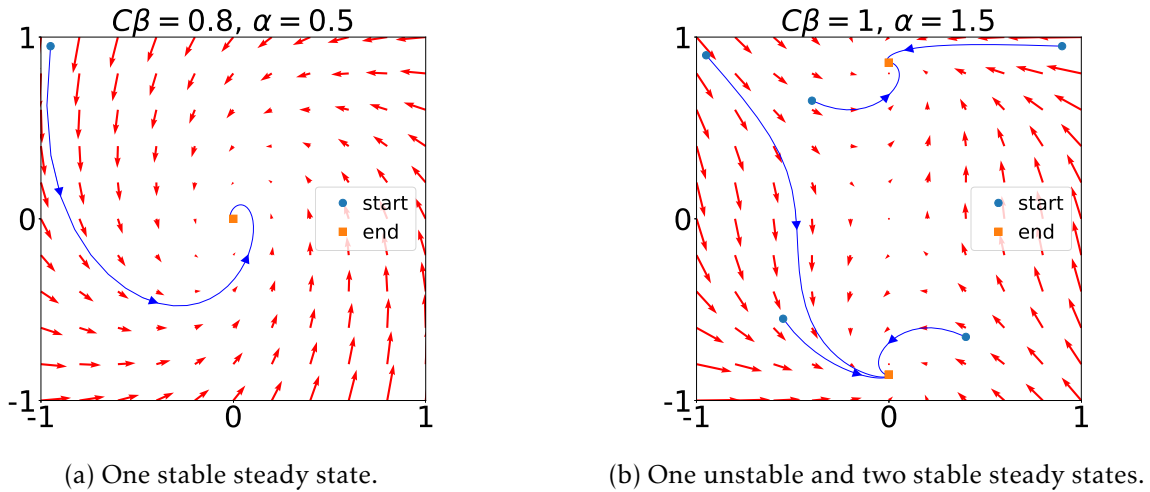 Cβ = 0.8, α = 0.5
1
0
-1
-1
0
1
start
end
(a) One stable steady state.
Cβ = 1, α = 1.5
1
0
-1
-1
0
1
start
end
(b) One unstable and two stable steady states.